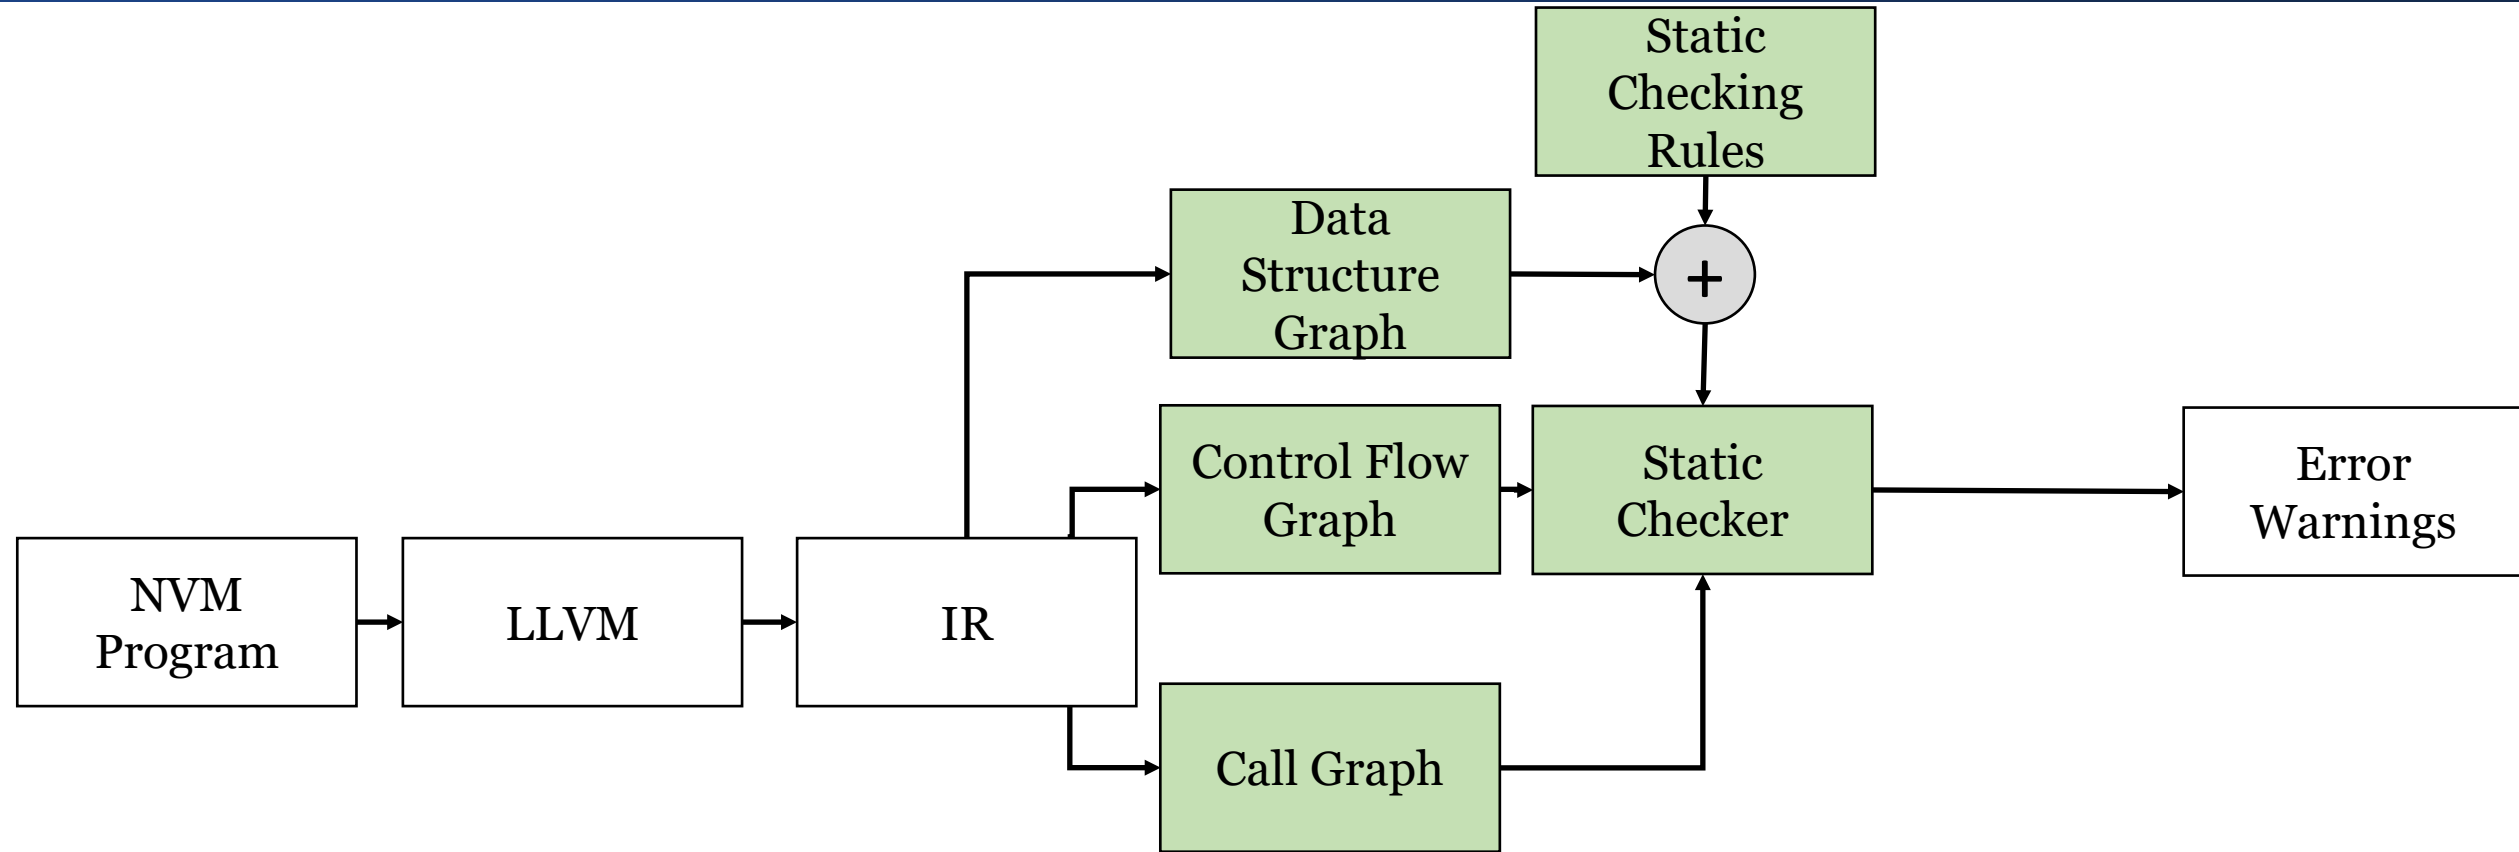 Static
Checking
Rules
Data
Structure
Graph
+
Control Flow
Graph
Static
Checker
Error
Warnings
NVM
Program
LLVM
IR
Call Graph